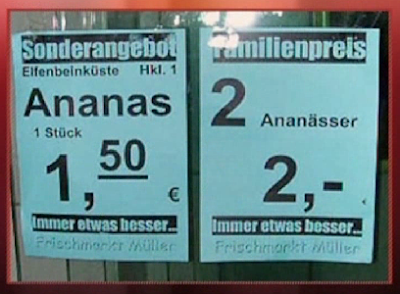 Sonderangebot
Elfenbeinküste Hkl. 1
Ananas
1 Stück
1,50 €
Immer etwas besser...
Frischmarkt Müller
Familienpreis
2 Ananässer
2,- €
Immer etwas besser...
Frischmarkt Müller